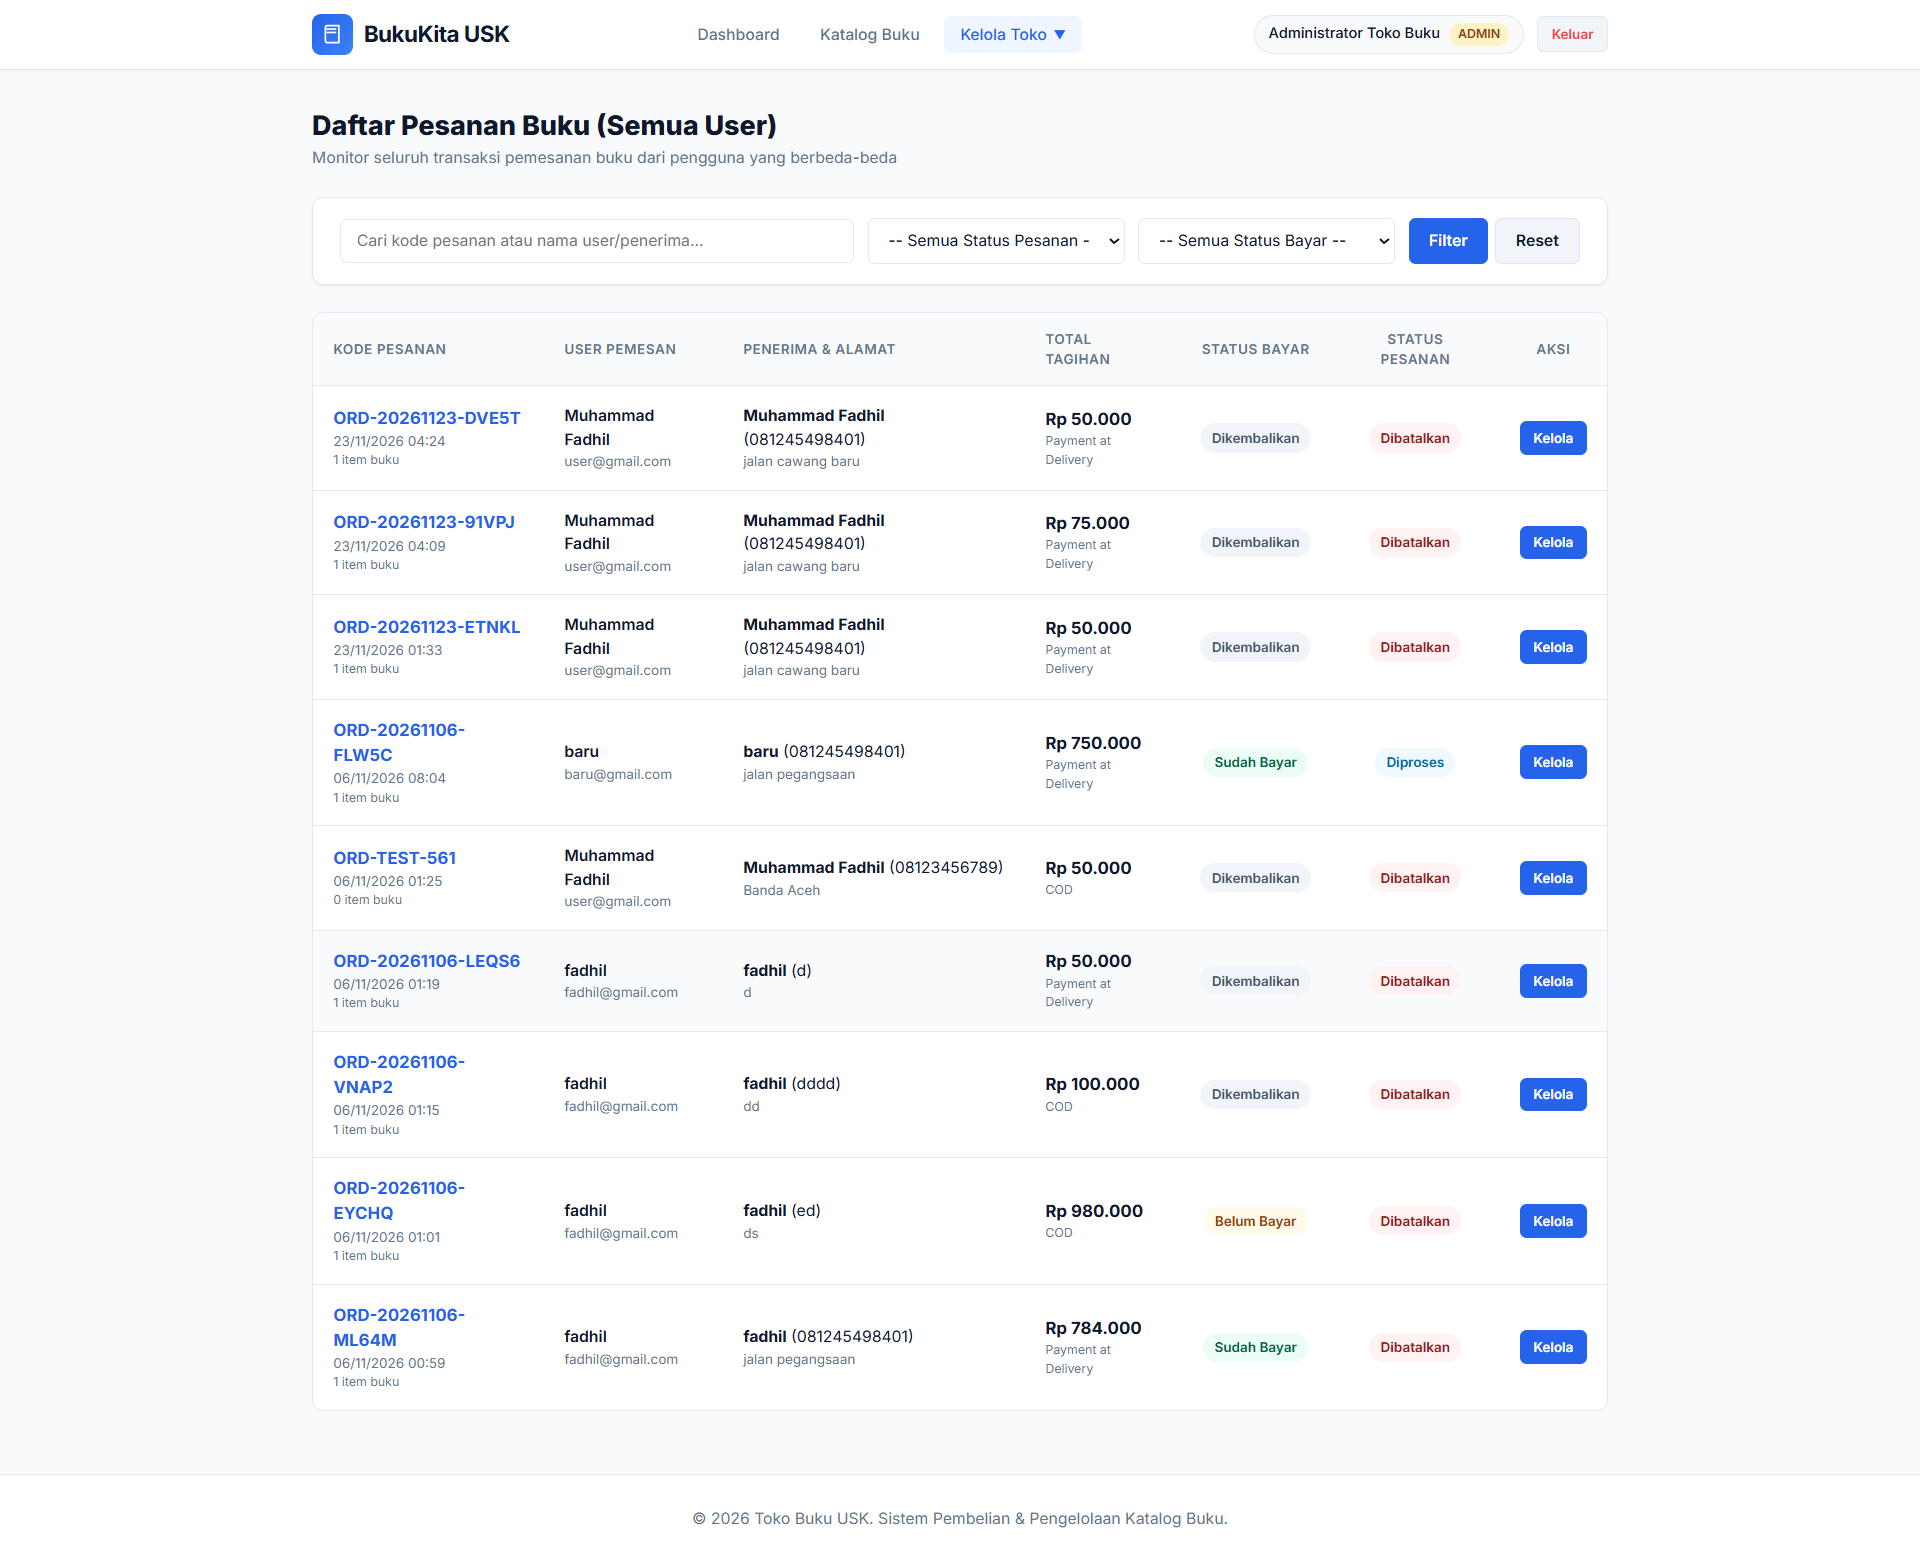 BukuKita USK
Dashboard
Katalog Buku
Kelola Toko ▼
Administrator Toko Buku ADMIN
Keluar
Daftar Pesanan Buku (Semua User)
Monitor seluruh transaksi pemesanan buku dari pengguna yang berbeda-beda
Cari kode pesanan atau nama user/penerima...
-- Semua Status Pesanan -
-- Semua Status Bayar --
Filter
Reset
KODE PESANAN
USER PEMESAN
PENERIMA & ALAMAT
TOTAL
TAGIHAN
STATUS BAYAR
STATUS
PESANAN
AKSI
ORD-20261123-DVE5T
23/11/2026 04:24
1 item buku
Muhammad
Fadhil
user@gmail.com
Muhammad Fadhil
(081245498401)
jalan cawang baru
Rp 50.000
Payment at
Delivery
Dikembalikan
Dibatalkan
Kelola
ORD-20261123-91VPJ
23/11/2026 04:09
1 item buku
Muhammad
Fadhil
user@gmail.com
Muhammad Fadhil
(081245498401)
jalan cawang baru
Rp 75.000
Payment at
Delivery
Dikembalikan
Dibatalkan
Kelola
ORD-20261123-ETNKL
23/11/2026 01:33
1 item buku
Muhammad
Fadhil
user@gmail.com
Muhammad Fadhil
(081245498401)
jalan cawang baru
Rp 50.000
Payment at
Delivery
Dikembalikan
Dibatalkan
Kelola
ORD-20261106-
FLW5C
06/11/2026 08:04
1 item buku
baru
baru@gmail.com
baru (081245498401)
jalan pegangsaan
Rp 750.000
Payment at
Delivery
Sudah Bayar
Diproses
Kelola
ORD-TEST-561
06/11/2026 01:25
0 item buku
Muhammad
Fadhil
user@gmail.com
Muhammad Fadhil (08123456789)
Banda Aceh
Rp 50.000
COD
Dikembalikan
Dibatalkan
Kelola
ORD-20261106-LEQS6
06/11/2026 01:19
1 item buku
fadhil
fadhil@gmail.com
fadhil (d)
d
Rp 50.000
Payment at
Delivery
Dikembalikan
Dibatalkan
Kelola
ORD-20261106-
VNAP2
06/11/2026 01:15
1 item buku
fadhil
fadhil@gmail.com
fadhil (dddd)
dd
Rp 100.000
COD
Dikembalikan
Dibatalkan
Kelola
ORD-20261106-
EYCHQ
06/11/2026 01:01
1 item buku
fadhil
fadhil@gmail.com
fadhil (ed)
ds
Rp 980.000
COD
Belum Bayar
Dibatalkan
Kelola
ORD-20261106-
ML64M
06/11/2026 00:59
1 item buku
fadhil
fadhil@gmail.com
fadhil (081245498401)
jalan pegangsaan
Rp 784.000
Payment at
Delivery
Sudah Bayar
Dibatalkan
Kelola
© 2026 Toko Buku USK. Sistem Pembelian & Pengelolaan Katalog Buku.